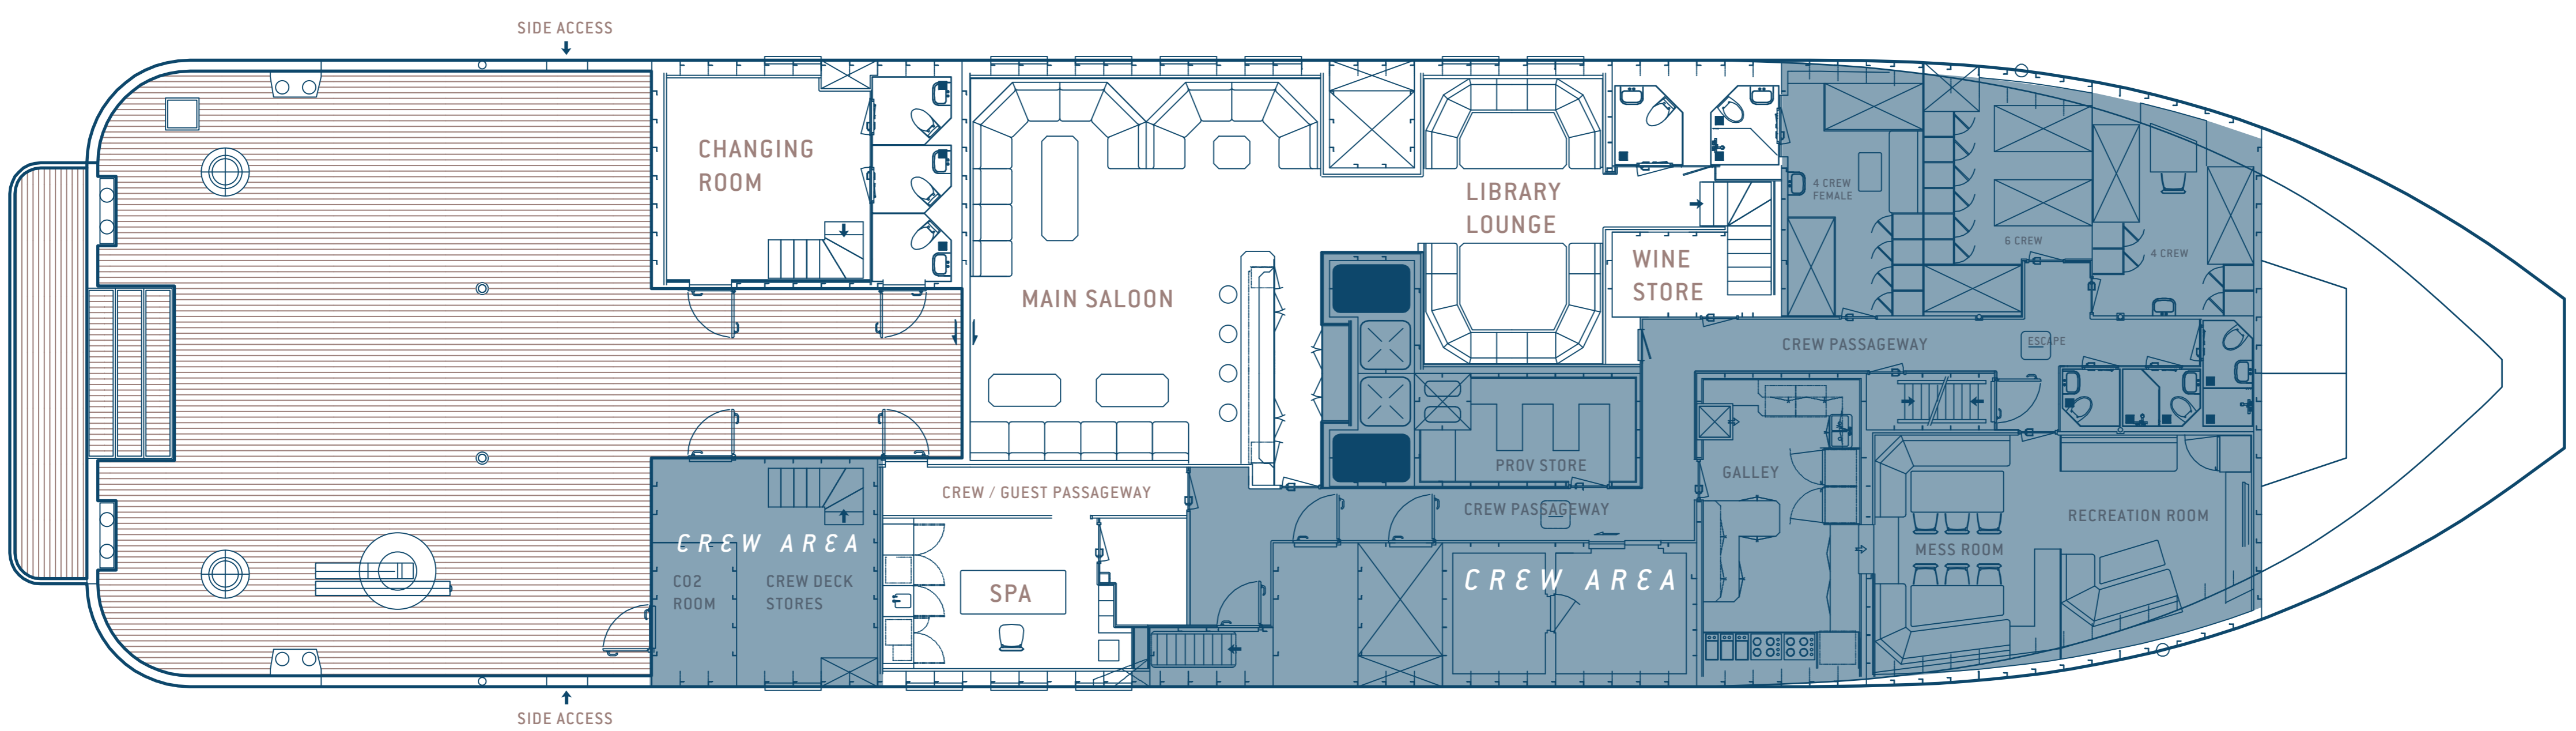 SIDE ACCESS
CHANGING
ROOM
MAIN SALOON
LIBRARY
LOUNGE
WINE
STORE
4 CREW
FEMALE
6 CREW
4 CREW
CREW PASSAGEWAY
ESCAPE
PROV STORE
GALLEY
CREW / GUEST PASSAGEWAY
CREW PASSAGEWAY
RECREATION ROOM
MESS ROOM
CREW AREA
CO2
ROOM
CREW DECK
STORES
SPA
CREW AREA
SIDE ACCESS